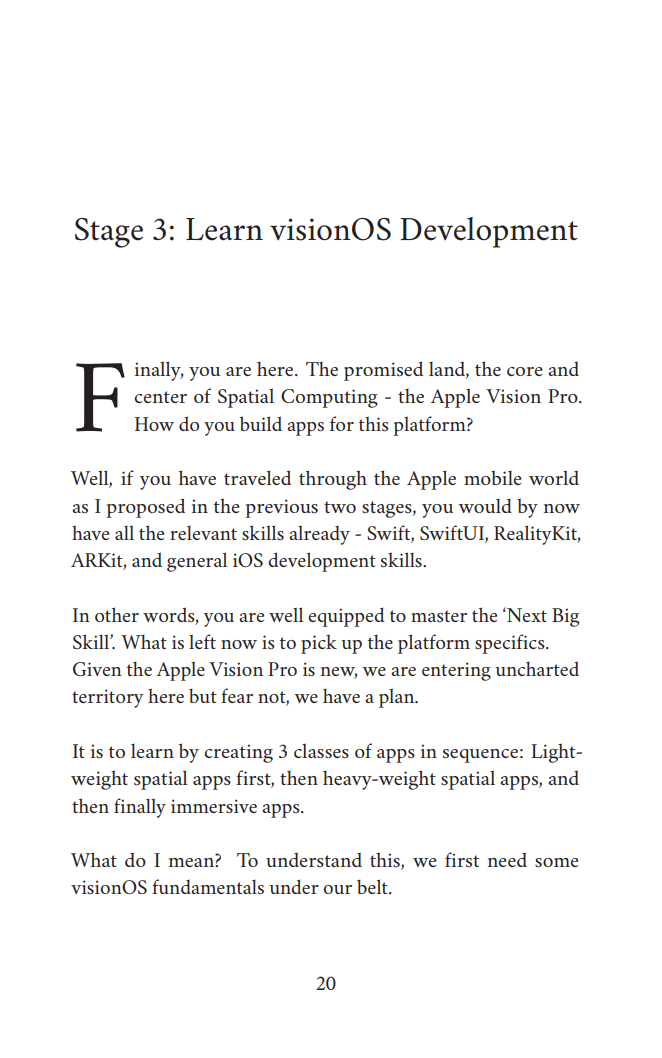 Stage 3: Learn visionOS Development
Finally, you are here. The promised land, the core and
center of Spatial Computing - the Apple Vision Pro.
How do you build apps for this platform?
Well, if you have traveled through the Apple mobile world
as I proposed in the previous two stages, you would by now
have all the relevant skills already - Swift, SwiftUI, RealityKit,
ARKit, and general iOS development skills.
In other words, you are well equipped to master the ‘Next Big
Skill’. What is left now is to pick up the platform specifics.
Given the Apple Vision Pro is new, we are entering uncharted
territory here but fear not, we have a plan.
It is to learn by creating 3 classes of apps in sequence: Light-
weight spatial apps first, then heavy-weight spatial apps, and
then finally immersive apps.
What do I mean? To understand this, we first need some
visionOS fundamentals under our belt.
20